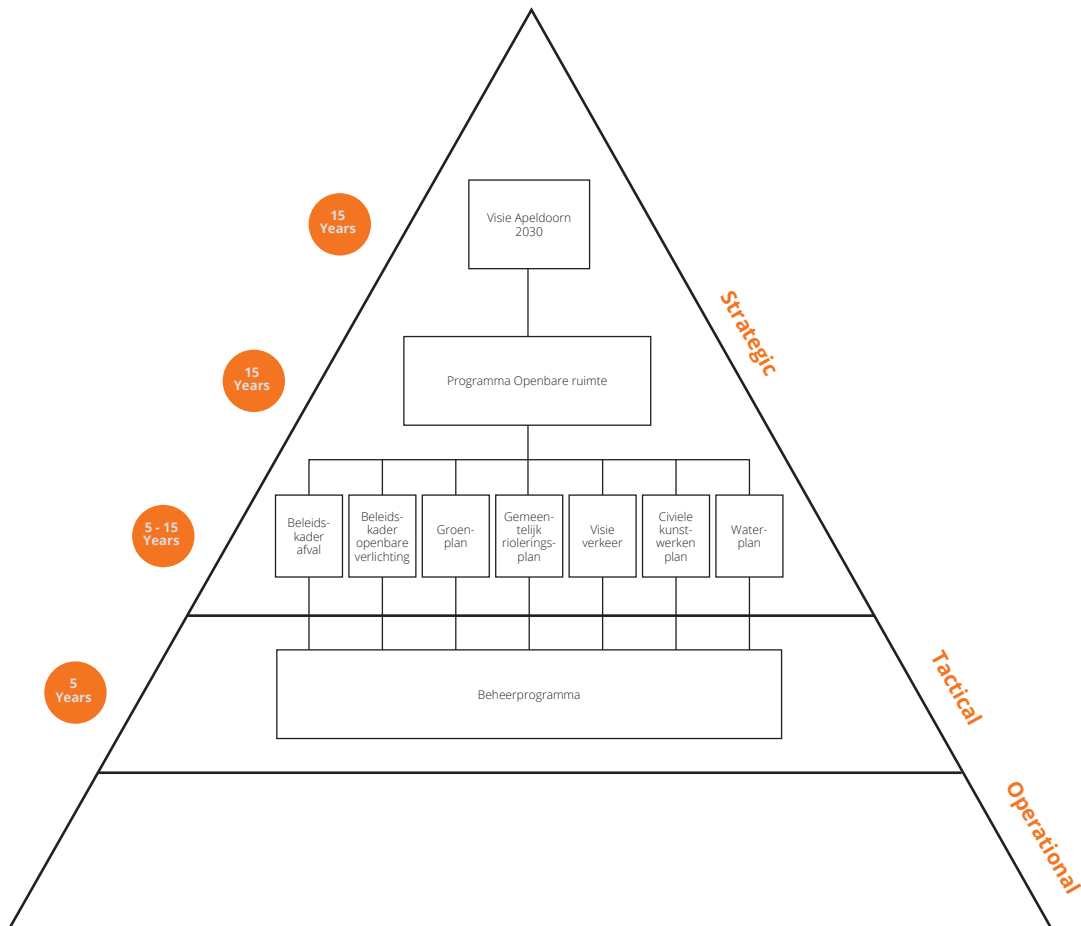 15
Years
Visie Apeldoorn
2030
Strategic
15
Years
Programma Openbare ruimte
5 - 15
Years
Beleids-
kader
afval
Beleids-
kader
openbare
verlichting
Groen-
plan
Gemeen-
telijk
riolerings-
plan
Visie
verkeer
Civiele
kunst-
werken
plan
Water-
plan
Tactical
5
Years
Beheerprogramma
Operational